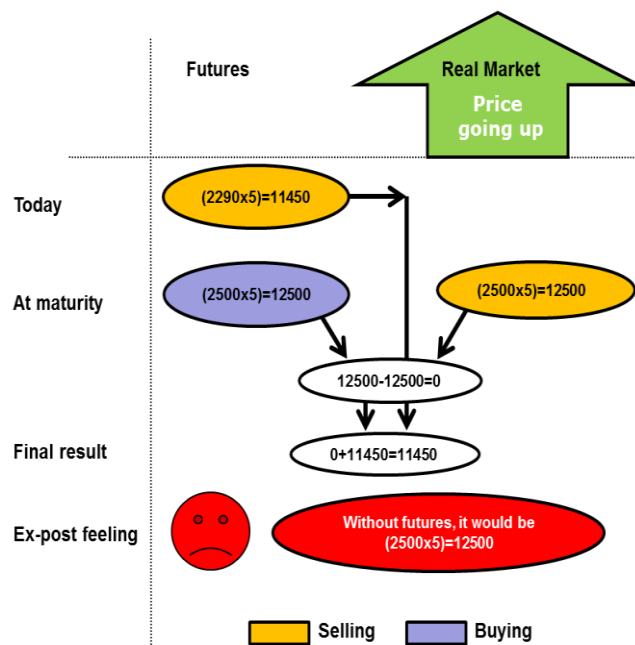 Futures
Real Market
Price
going up
Today
(2290x5)=11450
At maturity
(2500x5)=12500
(2500x5)=12500
12500-12500=0
Final result
0+11450=11450
Ex-post feeling
Without futures, it would be
(2500x5)=12500
Selling
Buying